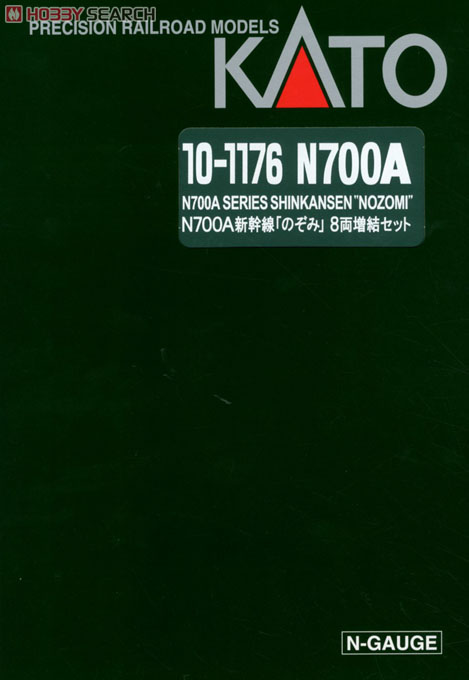 HOBBY SEARCH
PRECISION RAILROAD MODELS
KATO
10-1176 N700A
N700A SERIES SHINKANSEN "NOZOMI"
N700A新幹線「のぞみ」8両増結セット
N-GAUGE